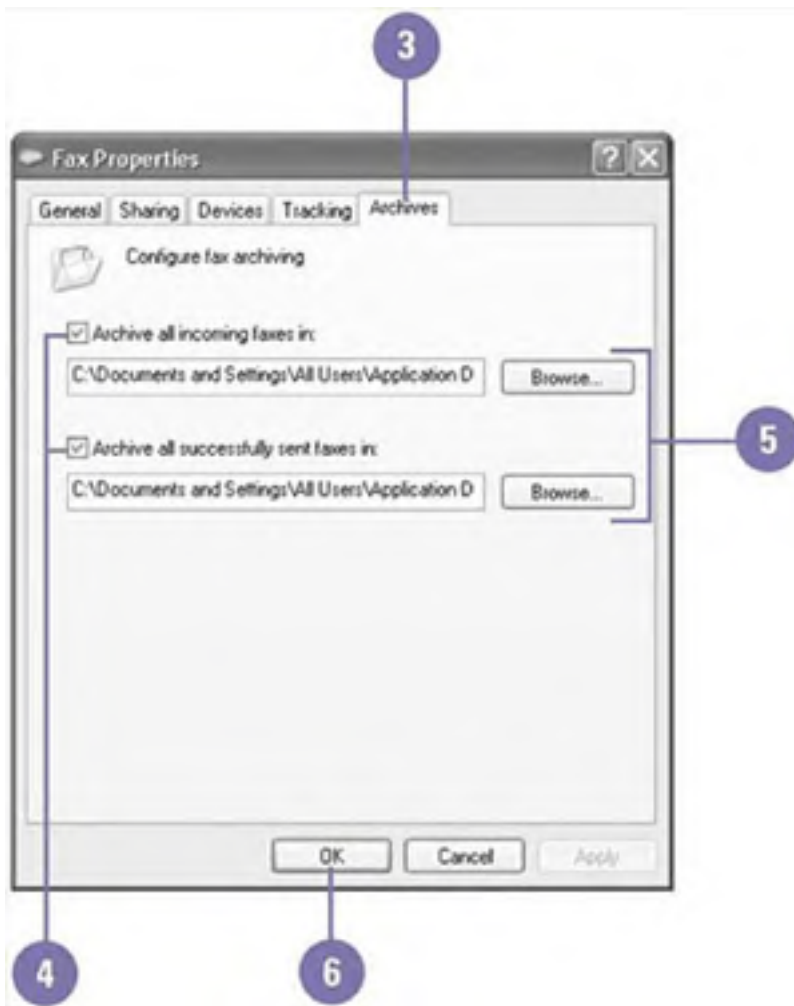 3
Fax Properties
General Sharing Devices Tracking Archives
Configure fax archiving
Archive all incoming faxes in:
C:\Documents and Settings\All Users\Application D Browse...
5
Archive all successfully sent faxes in:
C:\Documents and Settings\All Users\Application D Browse...
OK Cancel Apply
4 6